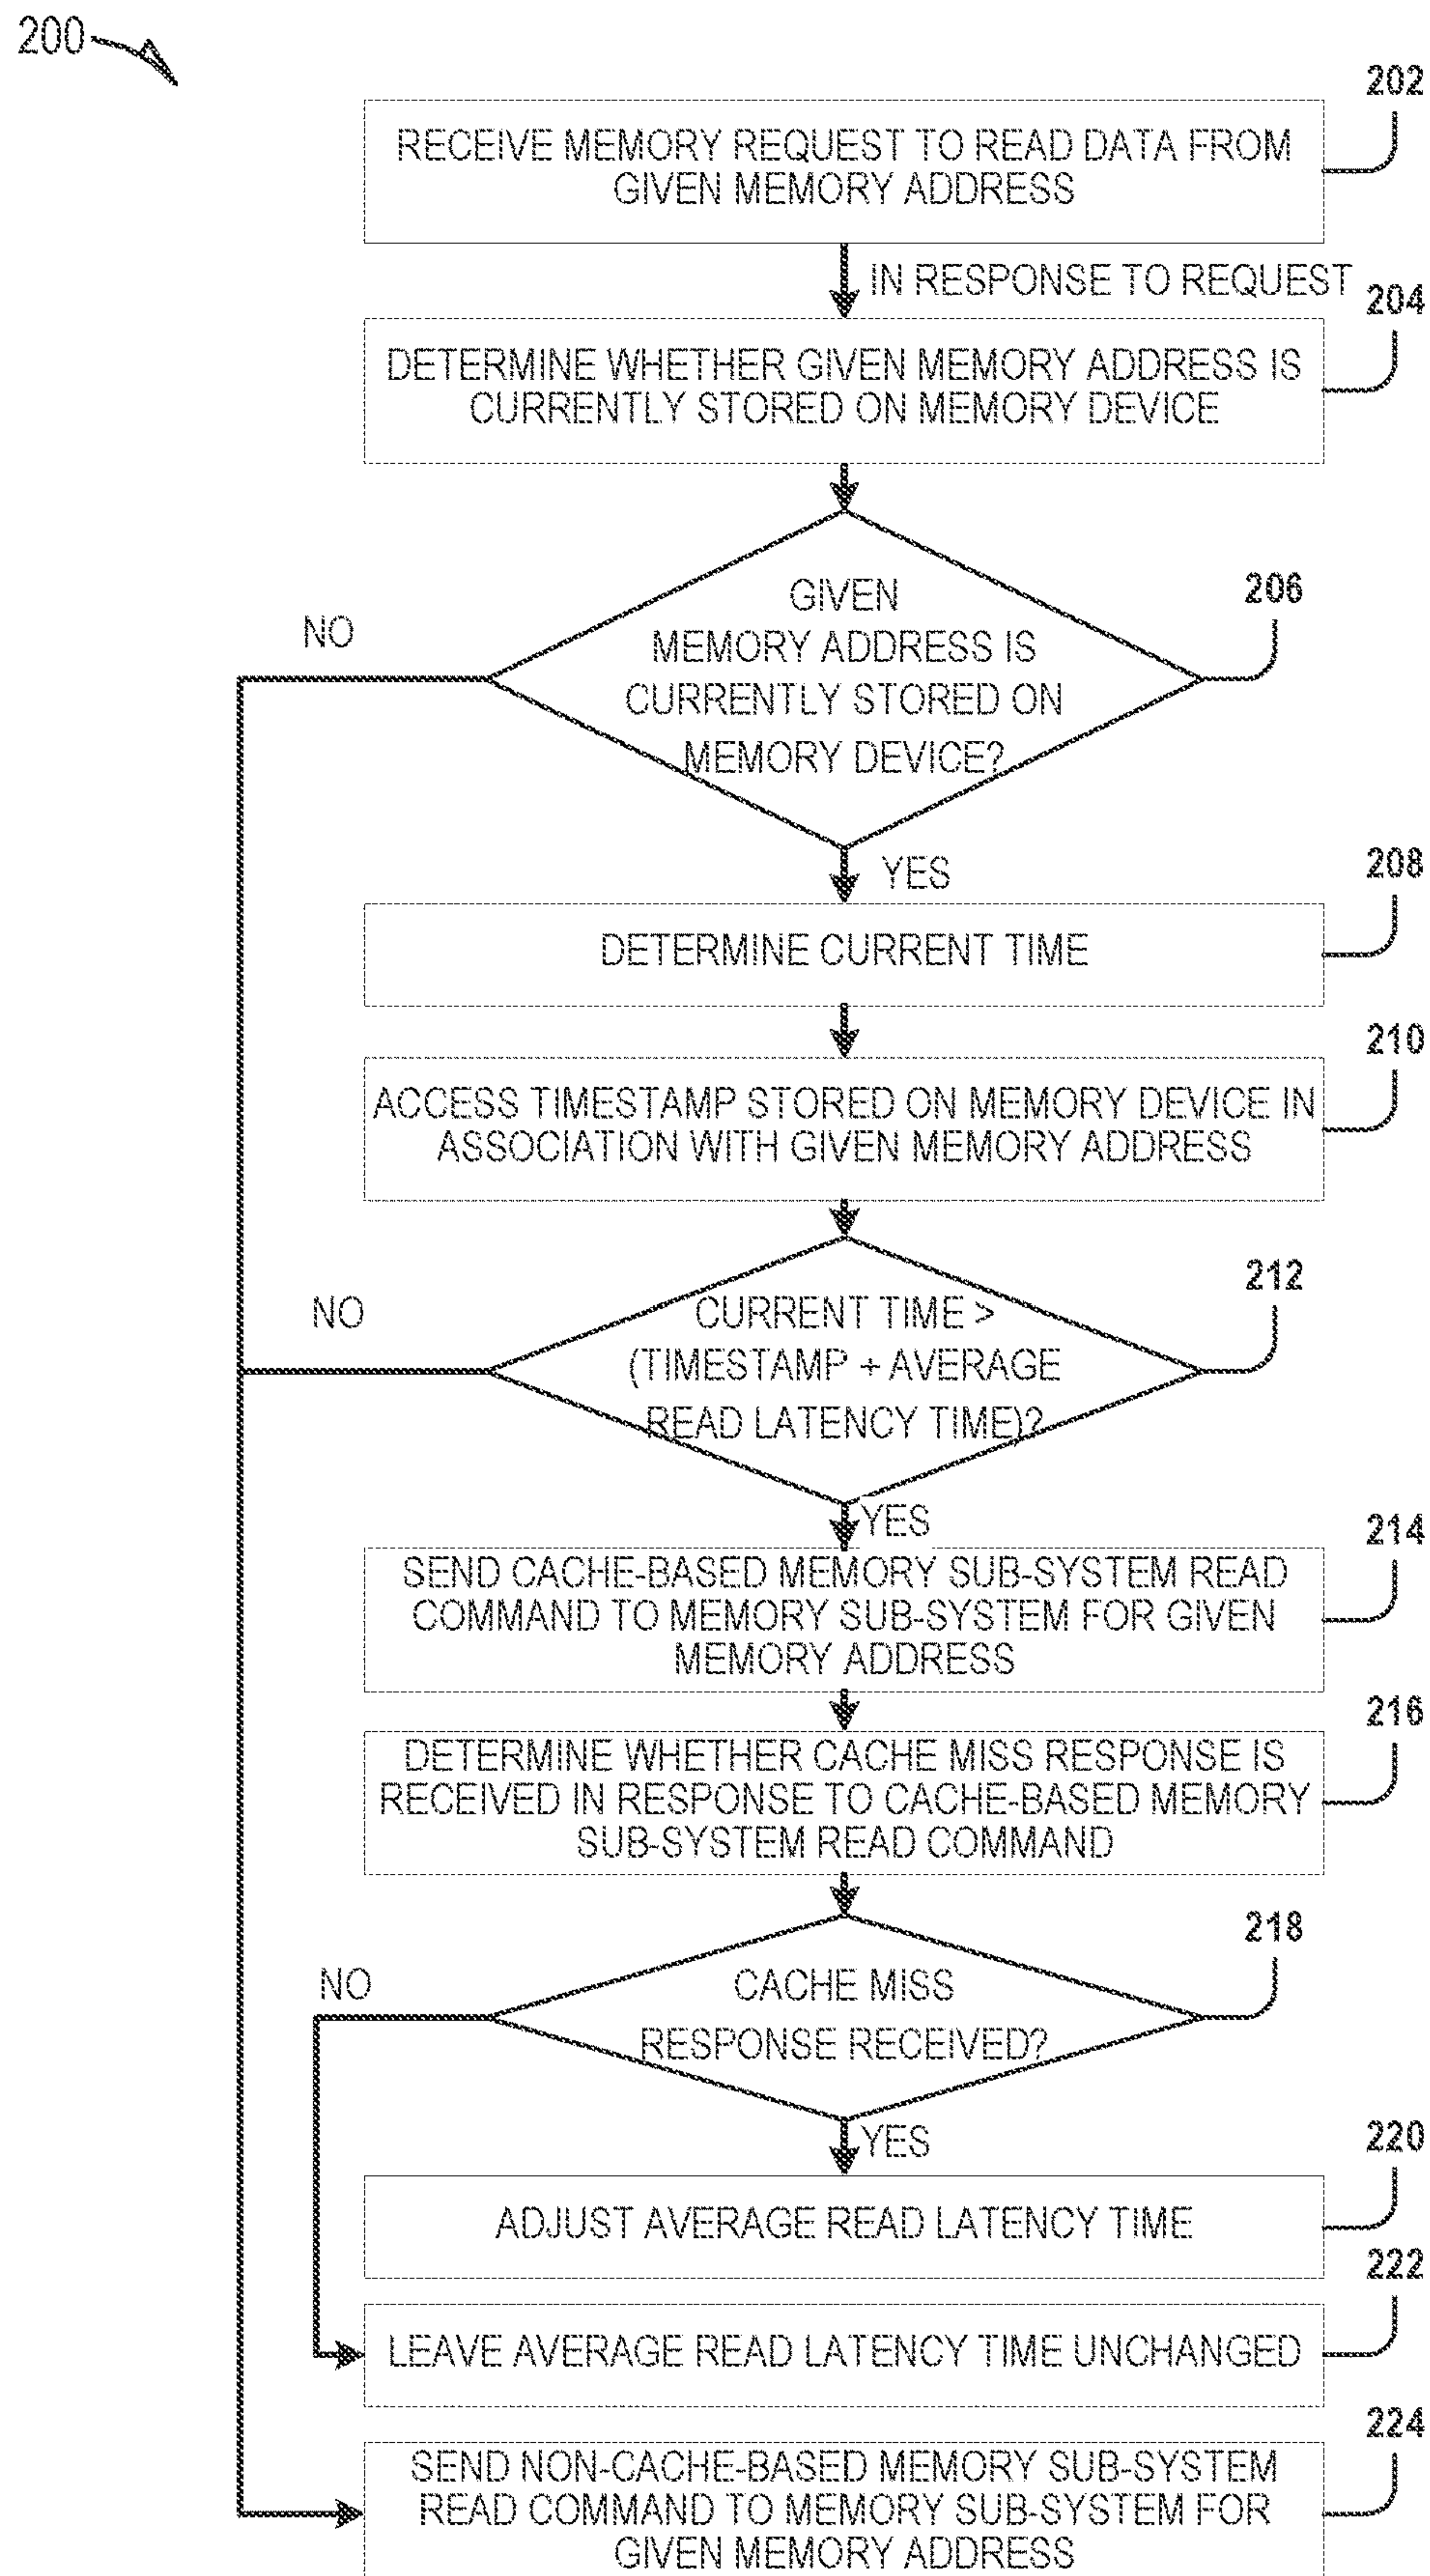 200
202
RECEIVE MEMORY REQUEST TO READ DATA FROM
GIVEN MEMORY ADDRESS
IN RESPONSE TO REQUEST
204
DETERMINE WHETHER GIVEN MEMORY ADDRESS IS
CURRENTLY STORED ON MEMORY DEVICE
206
NO
GIVEN
MEMORY ADDRESS IS
CURRENTLY STORED ON
MEMORY DEVICE?
YES
208
DETERMINE CURRENT TIME
210
ACCESS TIMESTAMP STORED ON MEMORY DEVICE IN
ASSOCIATION WITH GIVEN MEMORY ADDRESS
212
NO
CURRENT TIME >
(TIMESTAMP + AVERAGE
READ LATENCY TIME)?
YES
214
SEND CACHE-BASED MEMORY SUB-SYSTEM READ
COMMAND TO MEMORY SUB-SYSTEM FOR GIVEN
MEMORY ADDRESS
216
DETERMINE WHETHER CACHE MISS RESPONSE IS
RECEIVED IN RESPONSE TO CACHE-BASED MEMORY
SUB-SYSTEM READ COMMAND
218
NO
CACHE MISS
RESPONSE RECEIVED?
YES
220
ADJUST AVERAGE READ LATENCY TIME
222
LEAVE AVERAGE READ LATENCY TIME UNCHANGED
224
SEND NON-CACHE-BASED MEMORY SUB-SYSTEM
READ COMMAND TO MEMORY SUB-SYSTEM FOR
GIVEN MEMORY ADDRESS